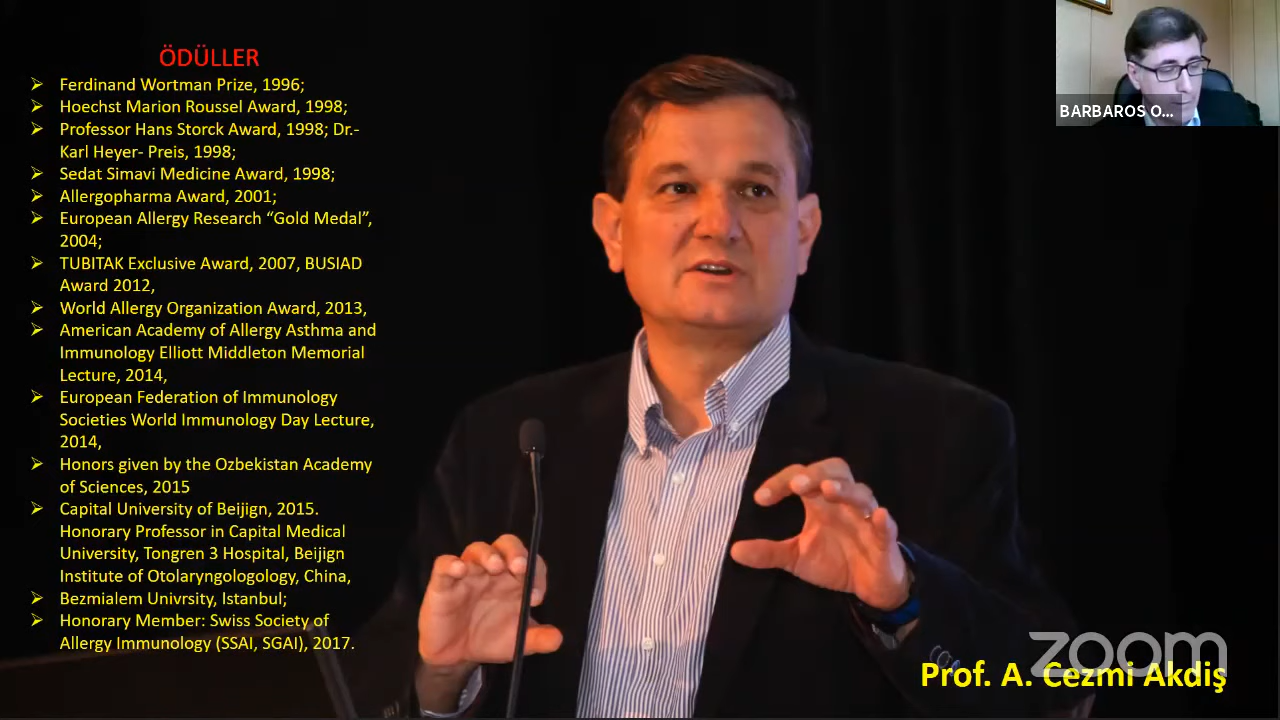 ÖDÜLLER
➢ Ferdinand Wortman Prize, 1996;
➢ Hoechst Marion Roussel Award, 1998;
➢ Professor Hans Storck Award, 1998; Dr.-
Karl Heyer- Preis, 1998;
➢ Sedat Simavi Medicine Award, 1998;
➢ Allergopharma Award, 2001;
➢ European Allergy Research “Gold Medal”,
2004;
➢ TUBITAK Exclusive Award, 2007, BUSIAD
Award 2012,
➢ World Allergy Organization Award, 2013,
➢ American Academy of Allergy Asthma and
Immunology Elliott Middleton Memorial
Lecture, 2014,
➢ European Federation of Immunology
Societies World Immunology Day Lecture,
2014,
➢ Honors given by the Ozbekistan Academy
of Sciences, 2015
➢ Capital University of Beijign, 2015.
Honorary Professor in Capital Medical
University, Tongren 3 Hospital, Beijign
Institute of Otolaryngologology, China,
➢ Bezmialem Univrsity, Istanbul;
➢ Honorary Member: Swiss Society of
Allergy Immunology (SSAI, SGAI), 2017.
BARBAROS O...
zoom
Prof. A. Cezmi Akdiş